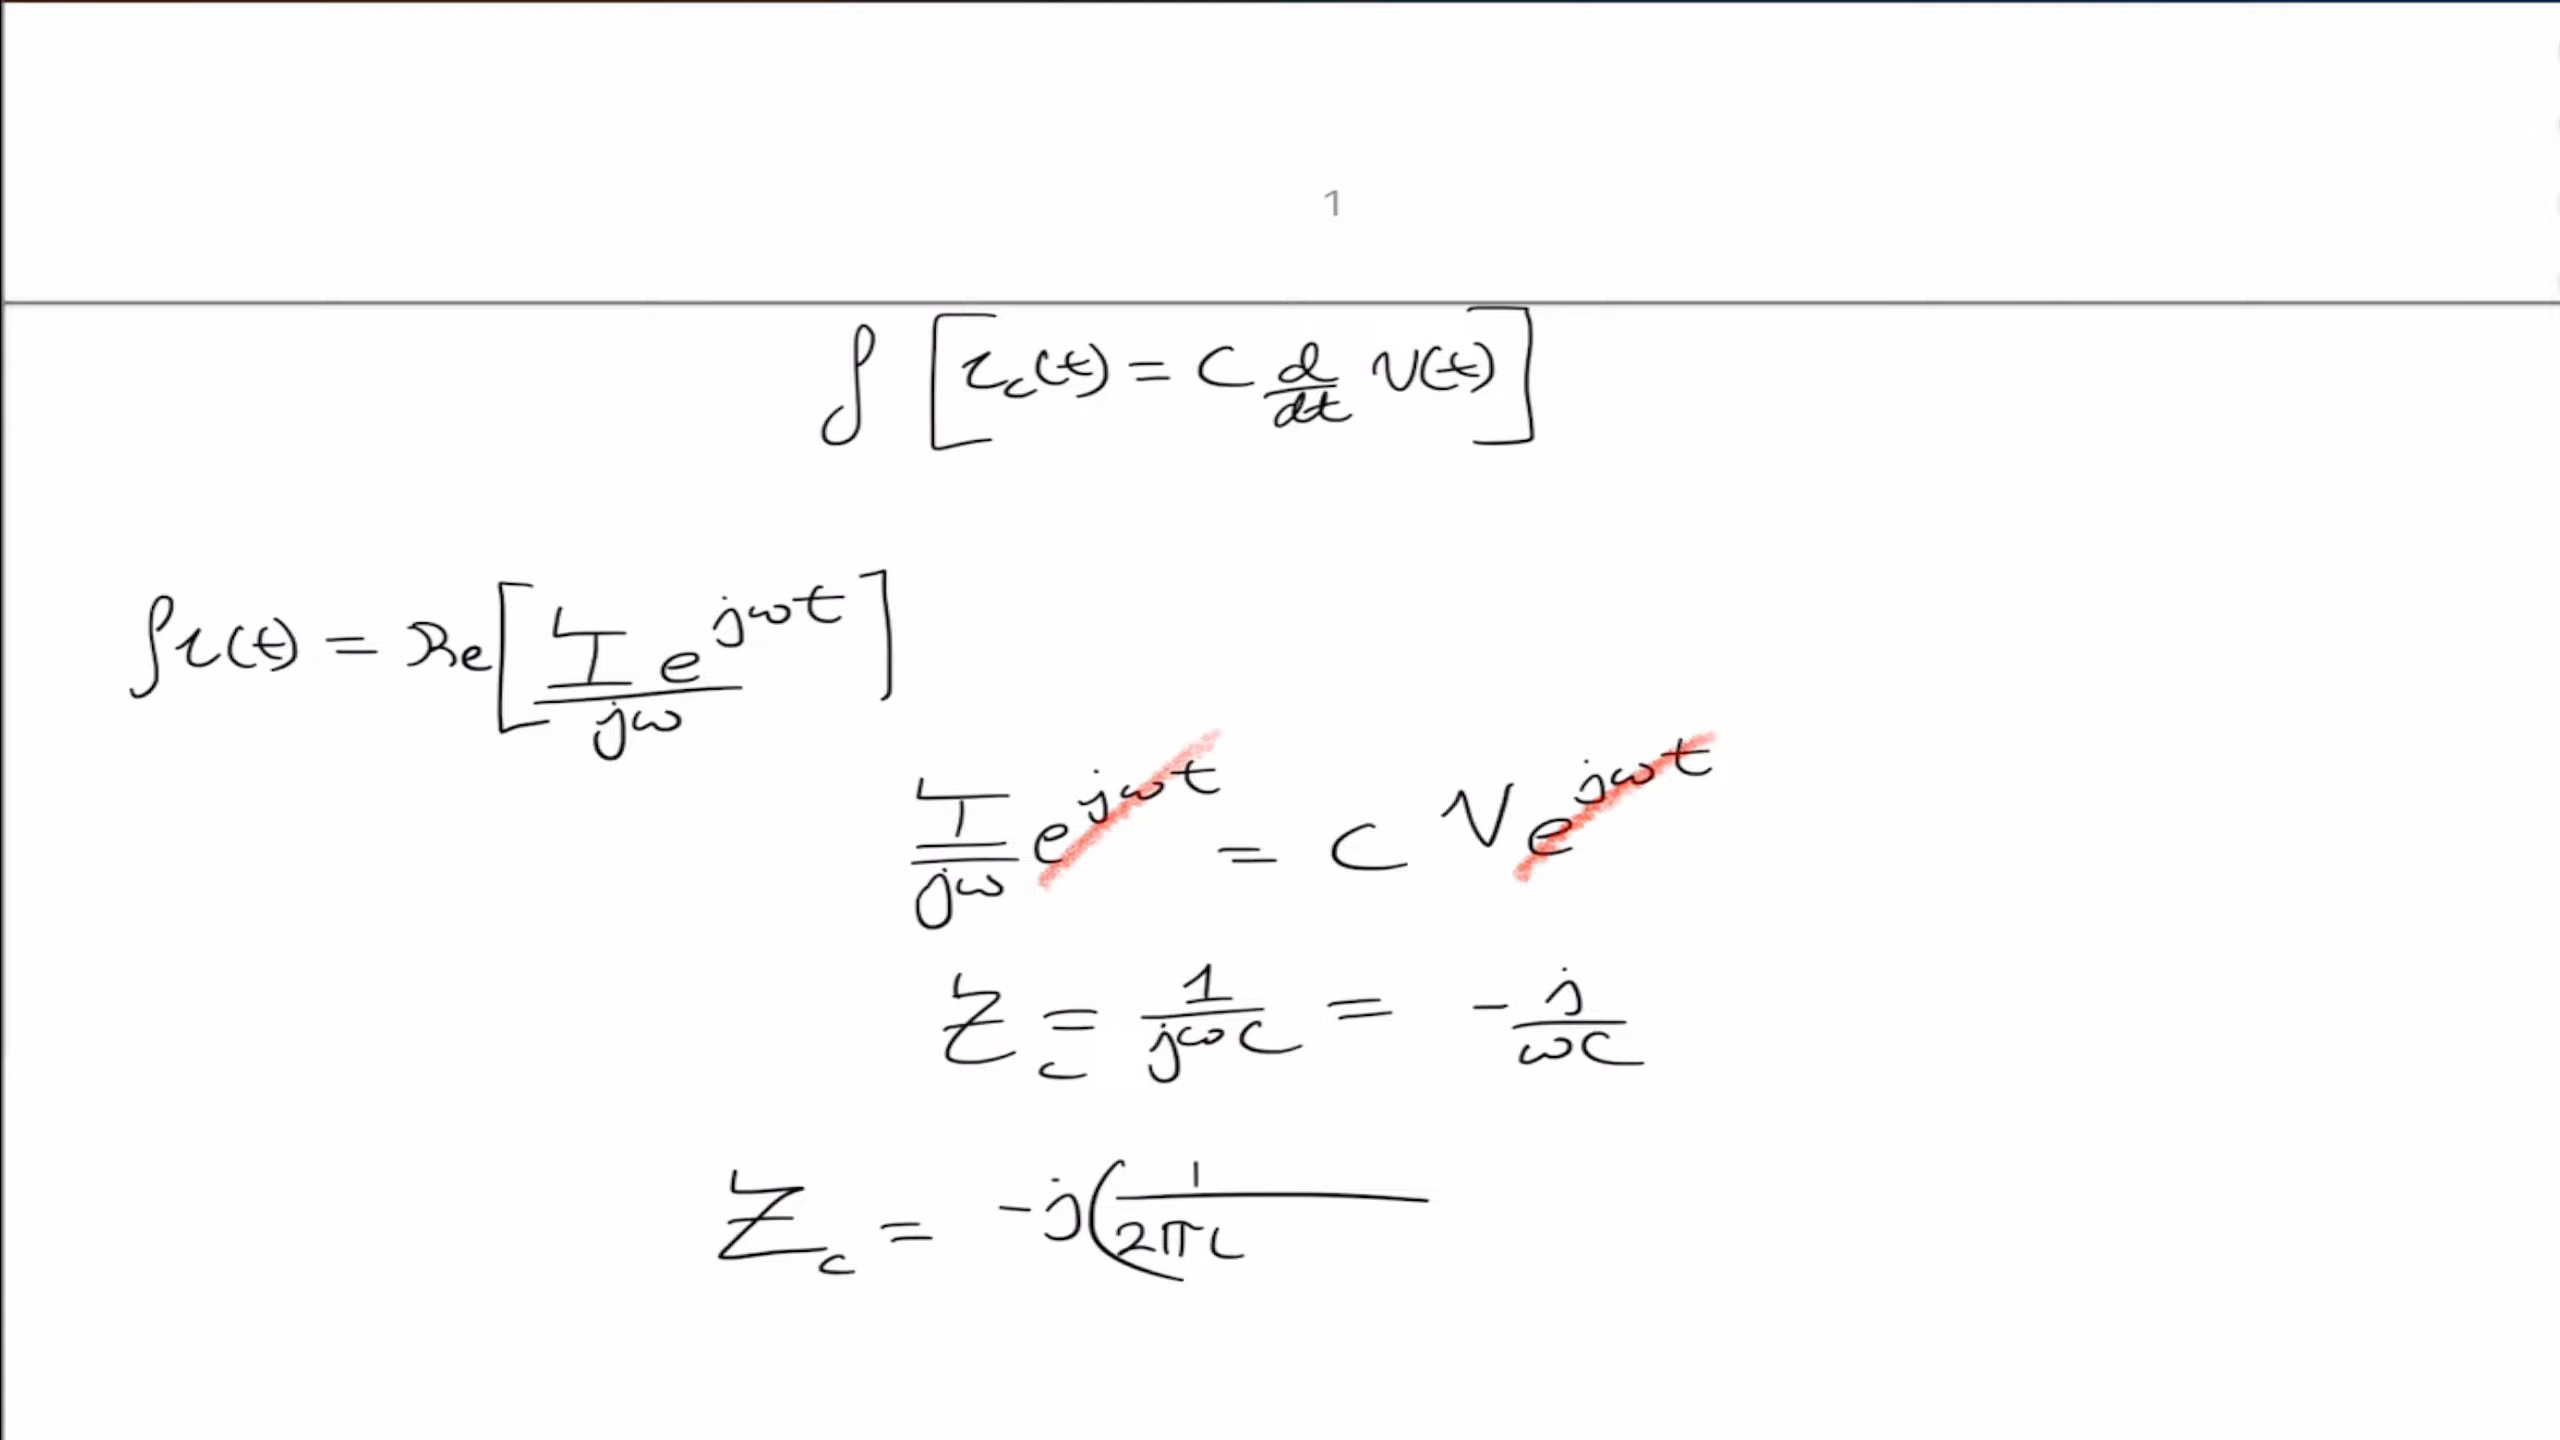 1
∫ [i_c(t) = C d/dt v(t)]
∫i(t) = Re[I e^{jωt} / jω]
I/jω e^{jωt} = C V e^{jωt}
Z_c = 1/jωC = -j/ωC
Z_c = -j(1/2πC